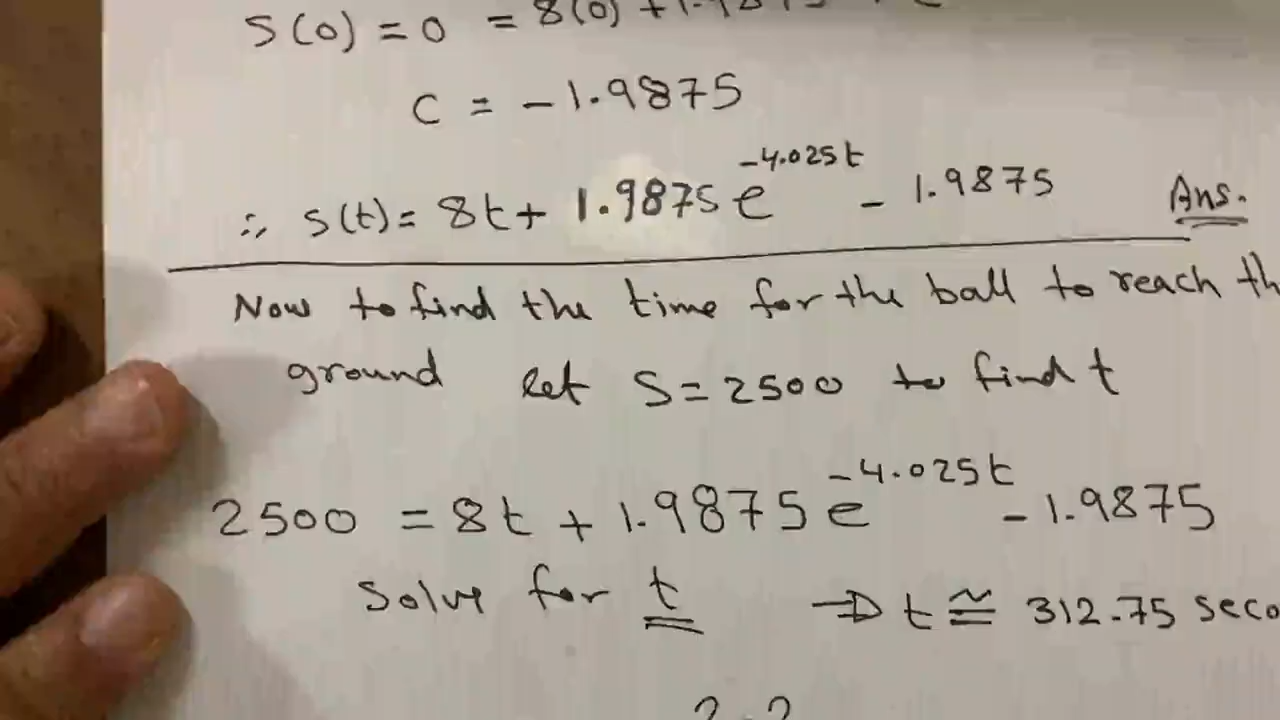 S(0) = 0 = 8(0) +
C = -1.9875
∴ S(t) = 8t + 1.9875 e^{-4.025t} - 1.9875 Ans.
Now to find the time for the ball to reach
ground let S = 2500 to find t
2500 = 8t + 1.9875 e^{-4.025t} - 1.9875
Solve for t ⇒ t ≅ 312.75